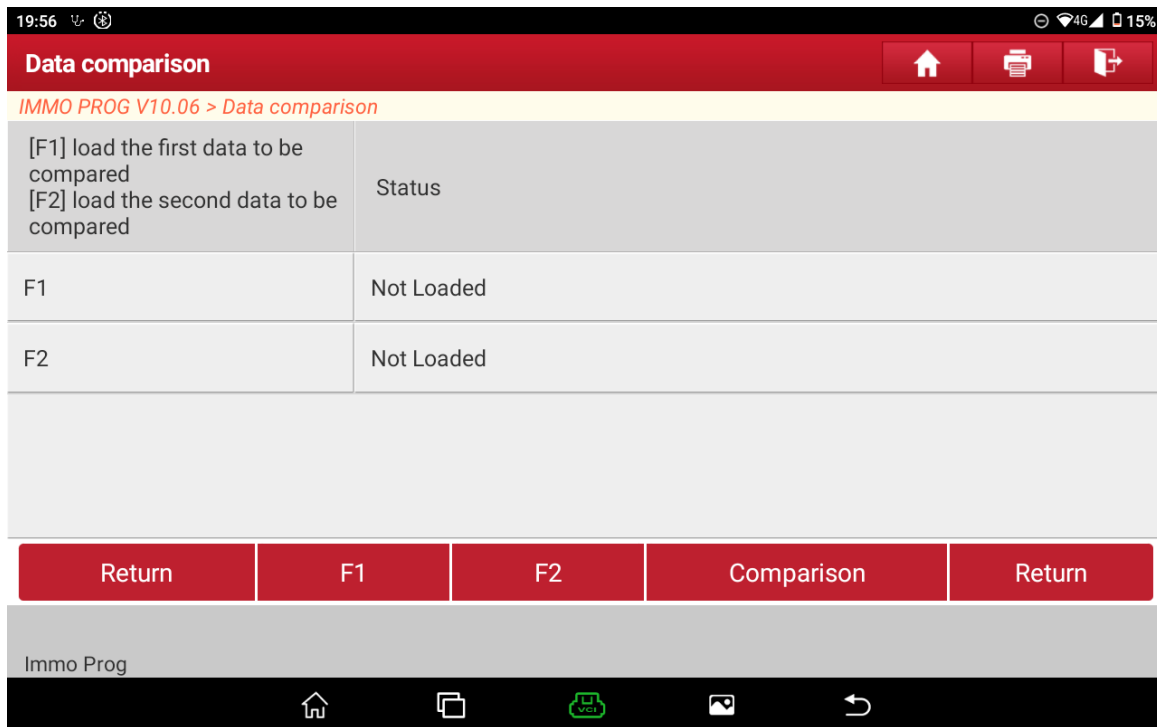 19:56
4G 15%
Data comparison
IMMO PROG V10.06 > Data comparison
[F1] load the first data to be
compared
[F2] load the second data to be
compared
Status
F1
Not Loaded
F2
Not Loaded
Return
F1
F2
Comparison
Return
Immo Prog
VCI